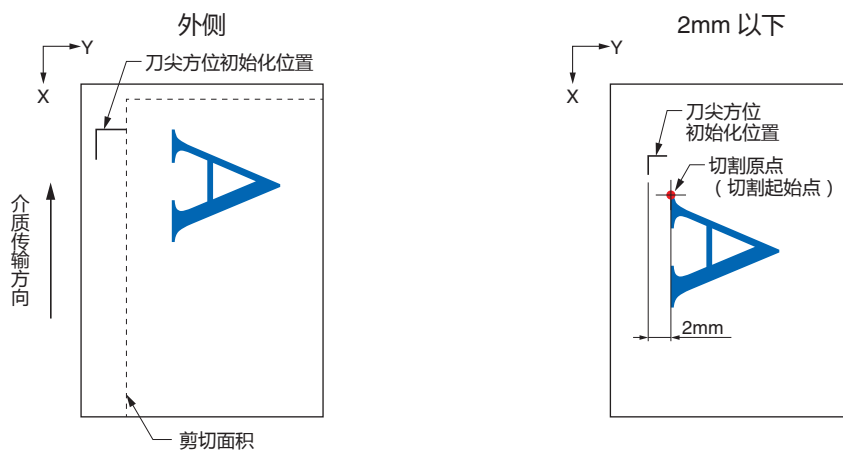 外侧
Y
X
刀尖方位初始化位置
A
介质传输方向
剪切面积
2mm 以下
Y
X
刀尖方位
初始化位置
切割原点
（切割起始点）
A
2mm